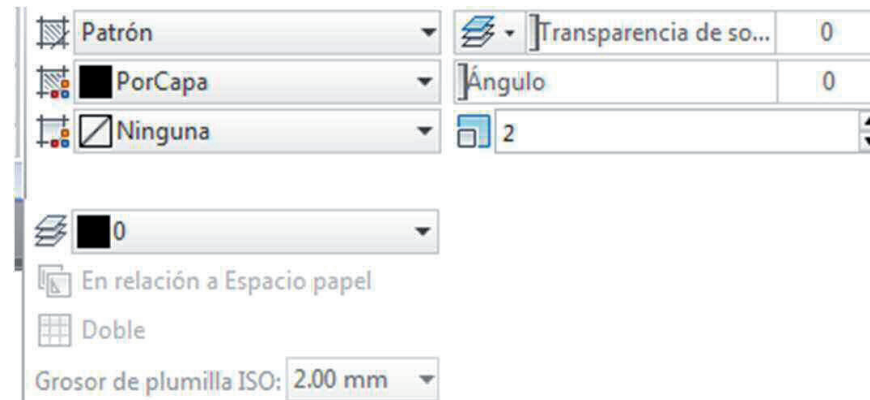 Patrón Transparencia de so... 0
PorCapa Ángulo 0
Ninguna 2
0
En relación a Espacio papel
Doble
Grosor de plumilla ISO: 2.00 mm